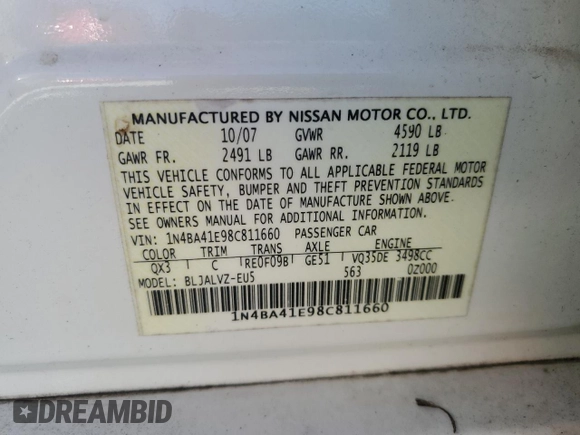 MANUFACTURED BY NISSAN MOTOR CO., LTD.
DATE 10/07 GVWR 4590 LB
GAWR FR. 2491 LB GAWR RR. 2119 LB
THIS VEHICLE CONFORMS TO ALL APPLICABLE FEDERAL MOTOR
VEHICLE SAFETY, BUMPER AND THEFT PREVENTION STANDARDS
IN EFFECT ON THE DATE OF MANUFACTURE SHOWN ABOVE.
SEE OWNERS MANUAL FOR ADDITIONAL INFORMATION.
VIN: 1N4BA41E98C811660 PASSENGER CAR
COLOR TRIM TRANS AXLE ENGINE
QX3 C RE0F09B GE51 VQ35DE 3498CC
MODEL: BLJALVZ-EU5 563 0Z000
1N4BA41E98C811660
DREAMBID